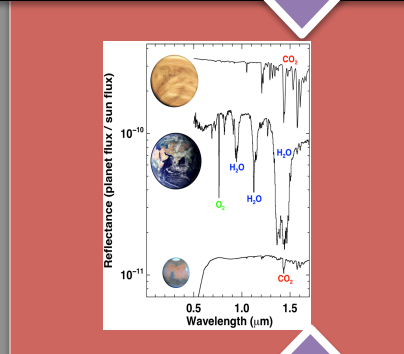 Reflectance (planet flux / sun flux)
CO₂
10⁻¹⁰
H₂O
H₂O
H₂O
O₂
10⁻¹¹
CO₂
0.5 1.0 1.5
Wavelength (μm)